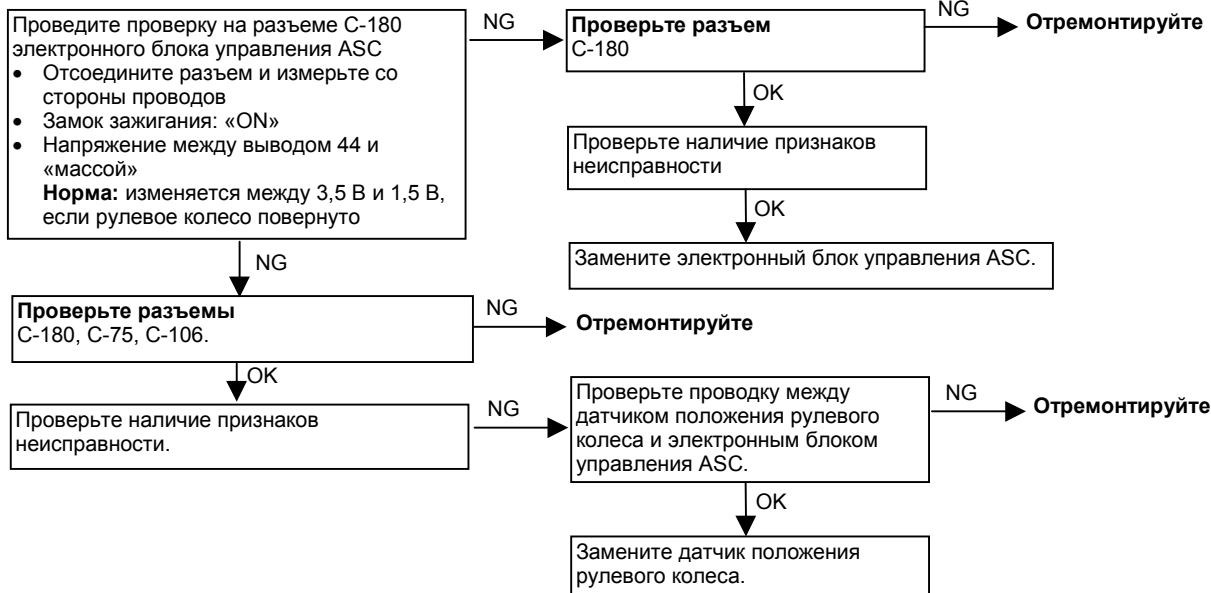 Проведите проверку на разъеме С-180
электронного блока управления ASC
• Отсоедините разъем и измерьте со
стороны проводов
• Замок зажигания: «ON»
• Напряжение между выводом 44 и
«массой»
Норма: изменяется между 3,5 В и 1,5 В,
если рулевое колесо повернуто
NG
Проверьте разъем
С-180
NG
Отремонтируйте
OK
Проверьте наличие признаков
неисправности
OK
Замените электронный блок управления ASC.
NG
Проверьте разъемы
С-180, С-75, С-106.
NG
Отремонтируйте
OK
Проверьте наличие признаков
неисправности.
NG
Проверьте проводку между
датчиком положения рулевого
колеса и электронным блоком
управления ASC.
NG
Отремонтируйте
OK
Замените датчик положения
рулевого колеса.